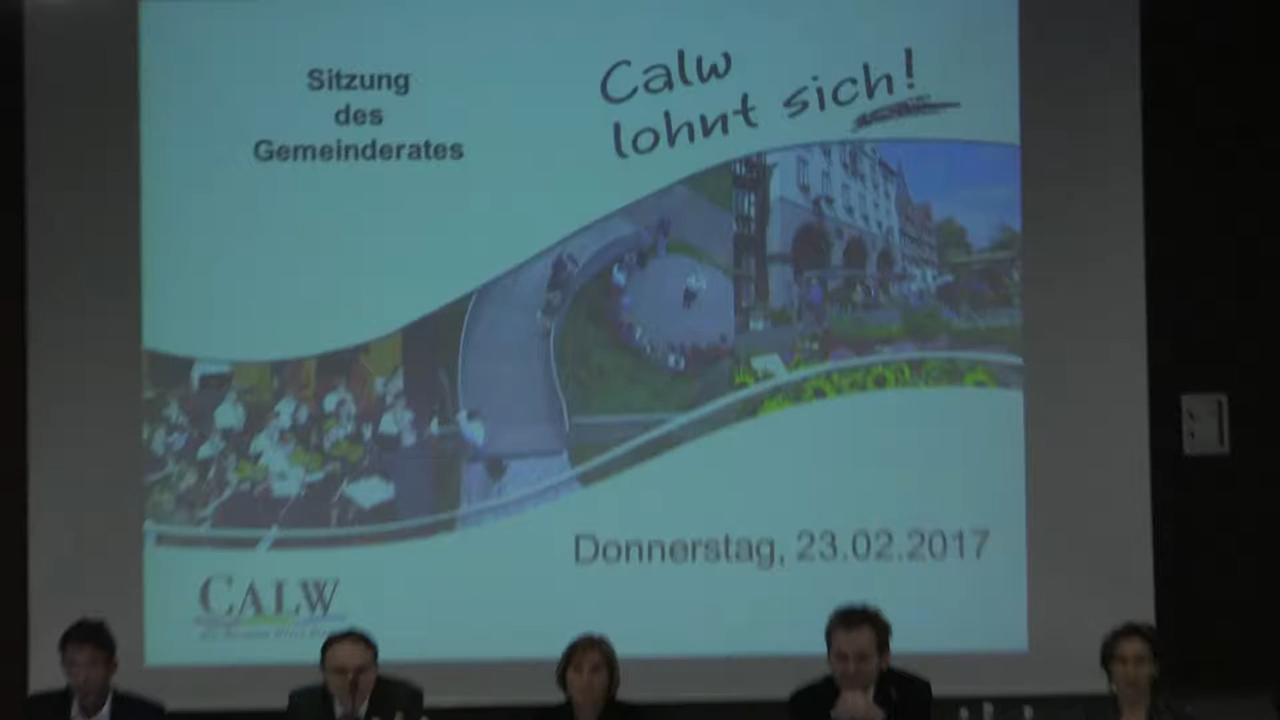 Sitzung
des
Gemeinderates
Calw
lohnt sich!
Donnerstag, 23.02.2017
CALW